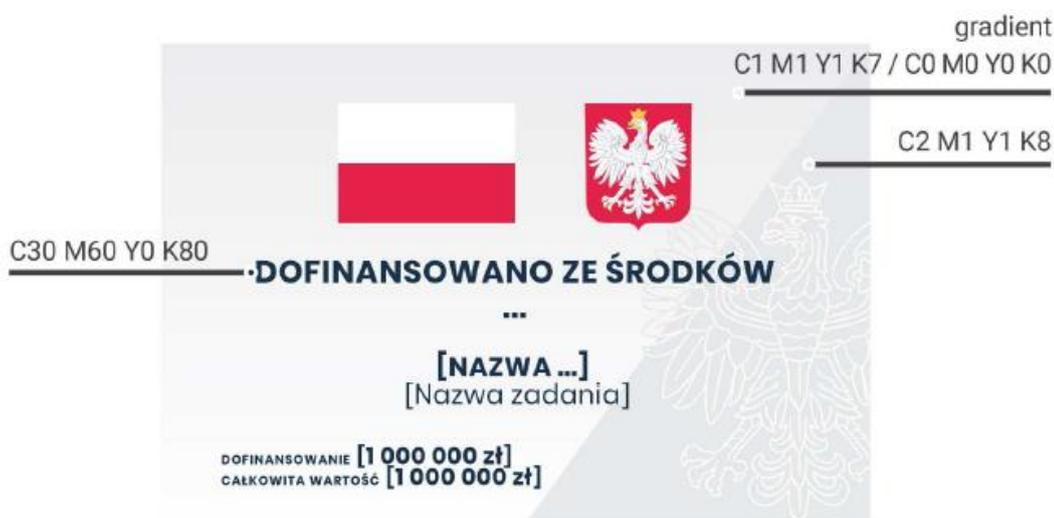 gradient
C1 M1 Y1 K7 / C0 M0 Y0 K0
C2 M1 Y1 K8
C30 M60 Y0 K80
DOFINANSOWANO ZE ŚRODKÓW
...
[NAZWA ...]
[Nazwa zadania]
DOFINANSOWANIE [1 000 000 zł]
CAŁKOWITA WARTOŚĆ [1 000 000 zł]